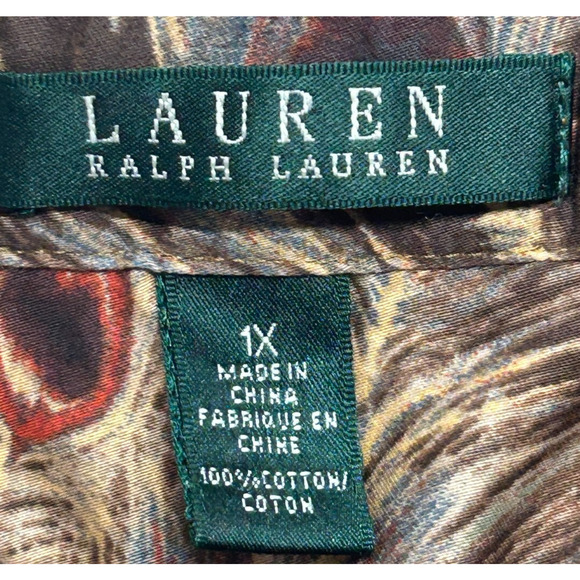 LAUREN
RALPH LAUREN
1X
MADE IN
CHINA
FABRIQUE EN
CHINE
100%COTTON/
COTON